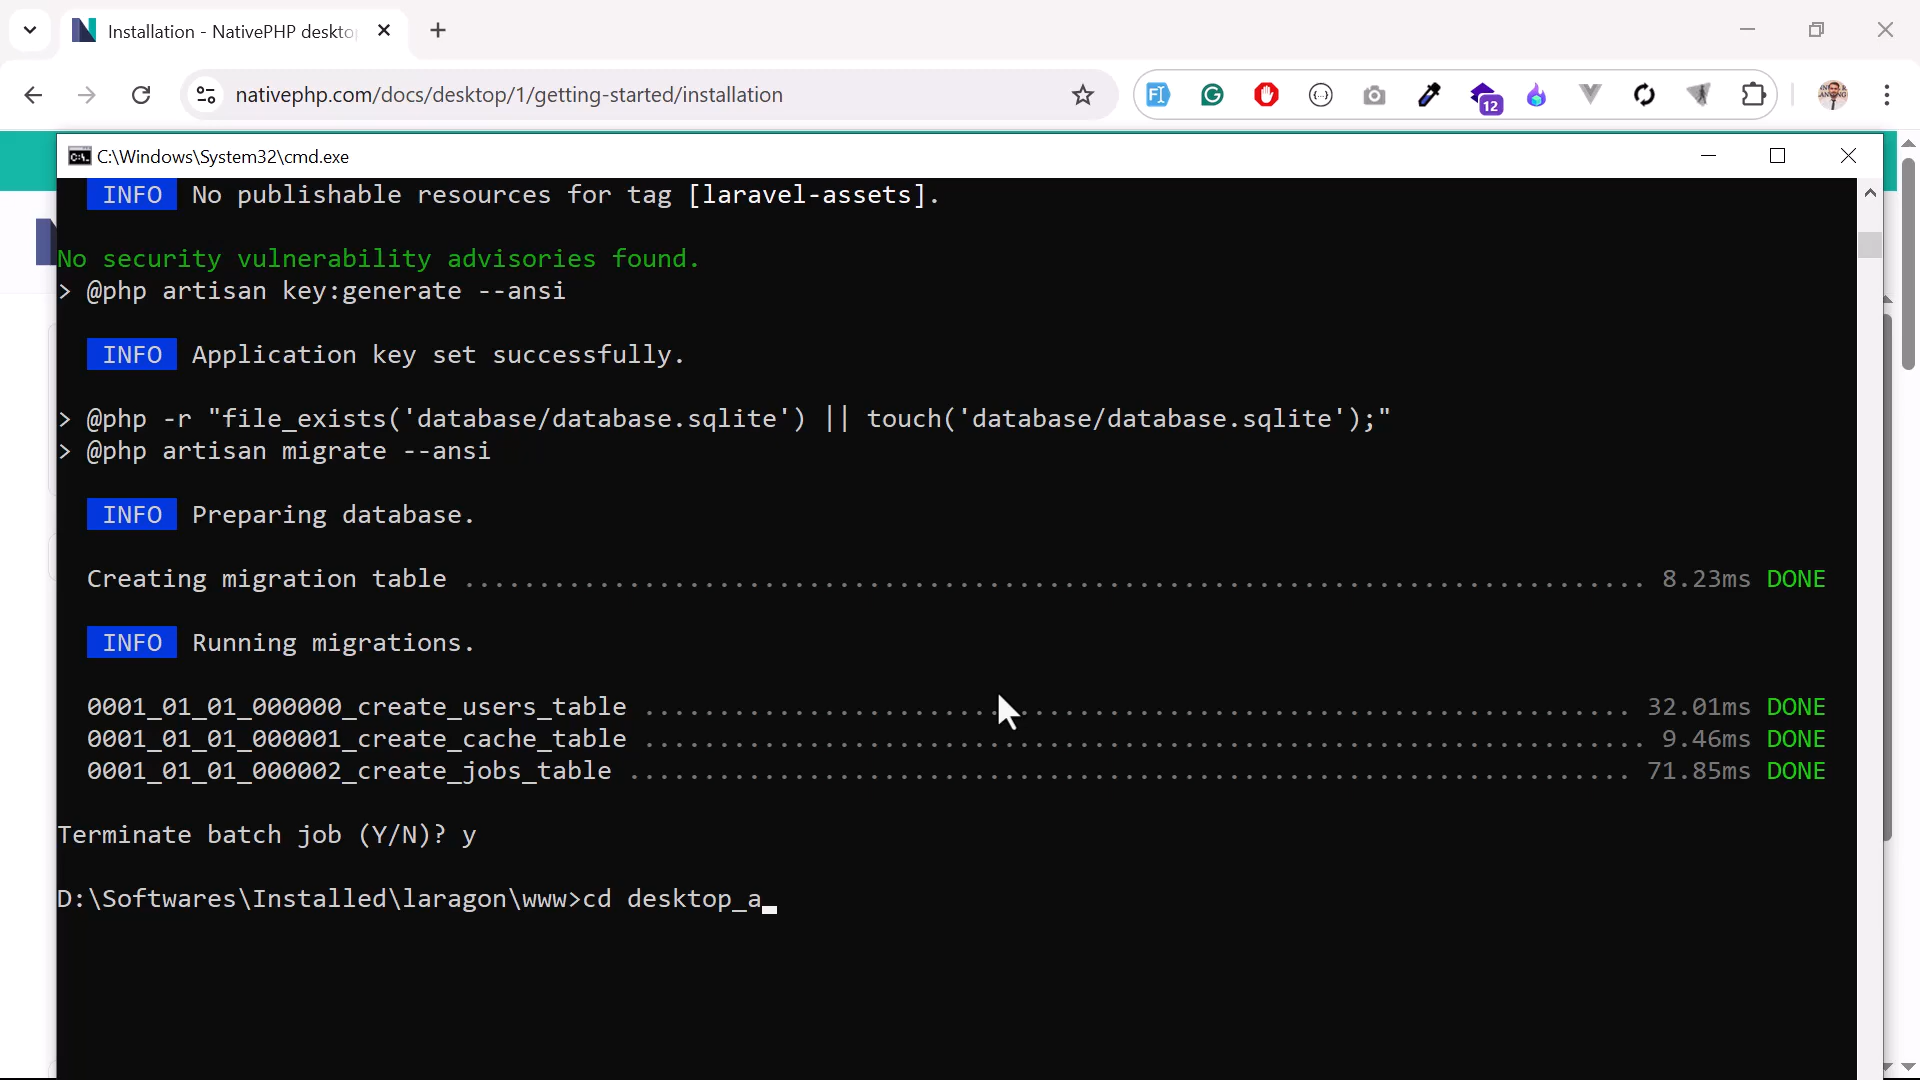 Installation - NativePHP deskto
nativephp.com/docs/desktop/1/getting-started/installation
12
C:\Windows\System32\cmd.exe
INFO No publishable resources for tag [laravel-assets].
No security vulnerability advisories found.
> @php artisan key:generate --ansi
INFO Application key set successfully.
> @php -r "file_exists('database/database.sqlite') || touch('database/database.sqlite');"
> @php artisan migrate --ansi
INFO Preparing database.
Creating migration table ............................................................................... 8.23ms DONE
INFO Running migrations.
0001_01_01_000000_create_users_table .................................................................. 32.01ms DONE
0001_01_01_000001_create_cache_table ................................................................... 9.46ms DONE
0001_01_01_000002_create_jobs_table ................................................................... 71.85ms DONE
Terminate batch job (Y/N)? y
D:\Softwares\Installed\laragon\www>cd desktop_a